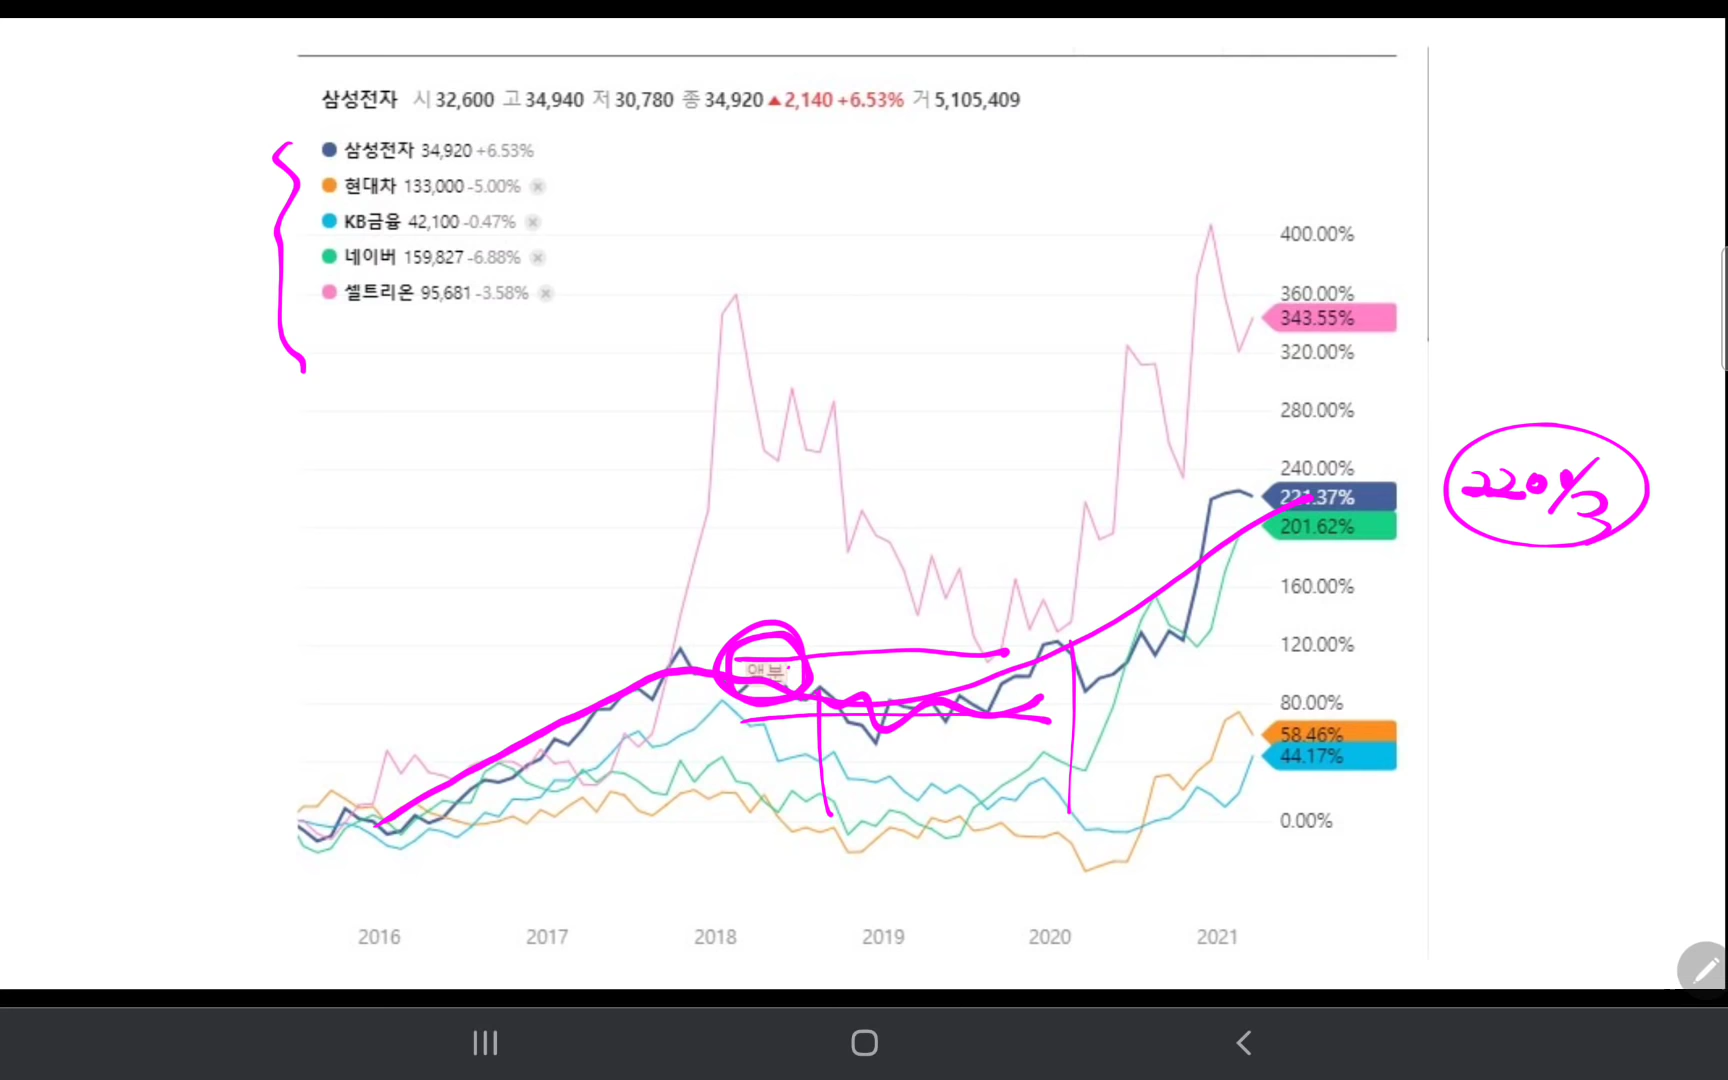 삼성전자 시 32,600 고 34,940 저 30,780 종 34,920 ▲2,140 +6.53% 거 5,105,409
삼성전자 34,920 +6.53%
현대차 133,000 -5.00%
KB금융 42,100 -0.47%
네이버 159,827 -6.88%
셀트리온 95,681 -3.58%
400.00%
360.00%
343.55%
320.00%
280.00%
240.00%
221.37%
201.62%
160.00%
120.00%
80.00%
58.46%
44.17%
0.00%
액분
2016 2017 2018 2019 2020 2021